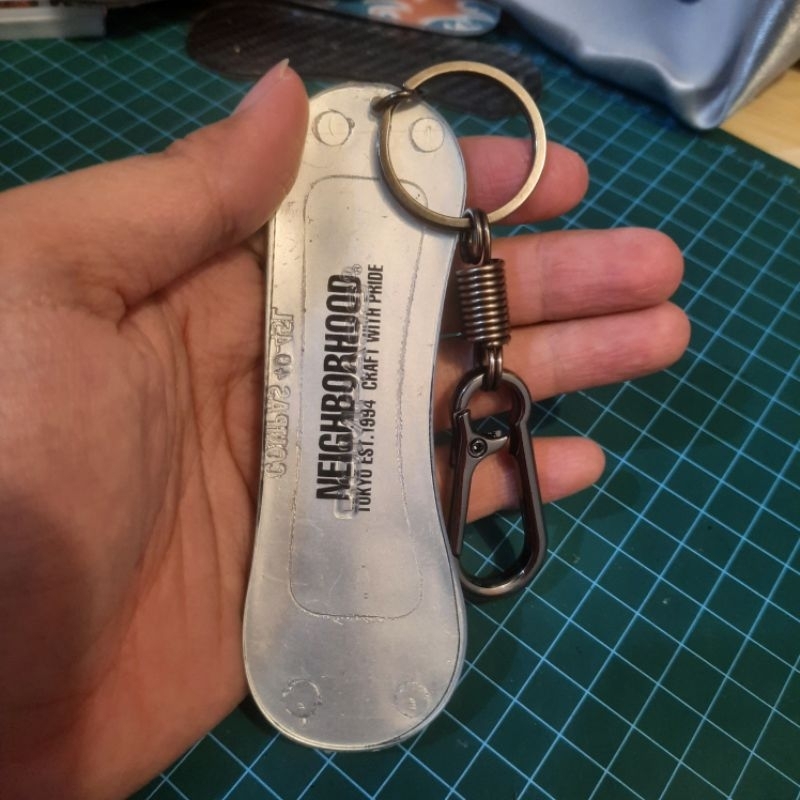 NEIGHBORHOOD®
TOKYO EST.1994 CRAFT WITH PRIDE